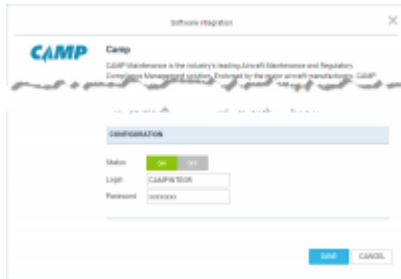 Software integration
CAMP
Camp
CAMP Maintenance is the industry's leading Aircraft Maintenance and Regulatory
Compliance Management solution. Endorsed by the major aircraft manufacturers, CAMP
CONFIGURATION
Status ON OFF
Login
Password xxxxxxx
SAVE CANCEL